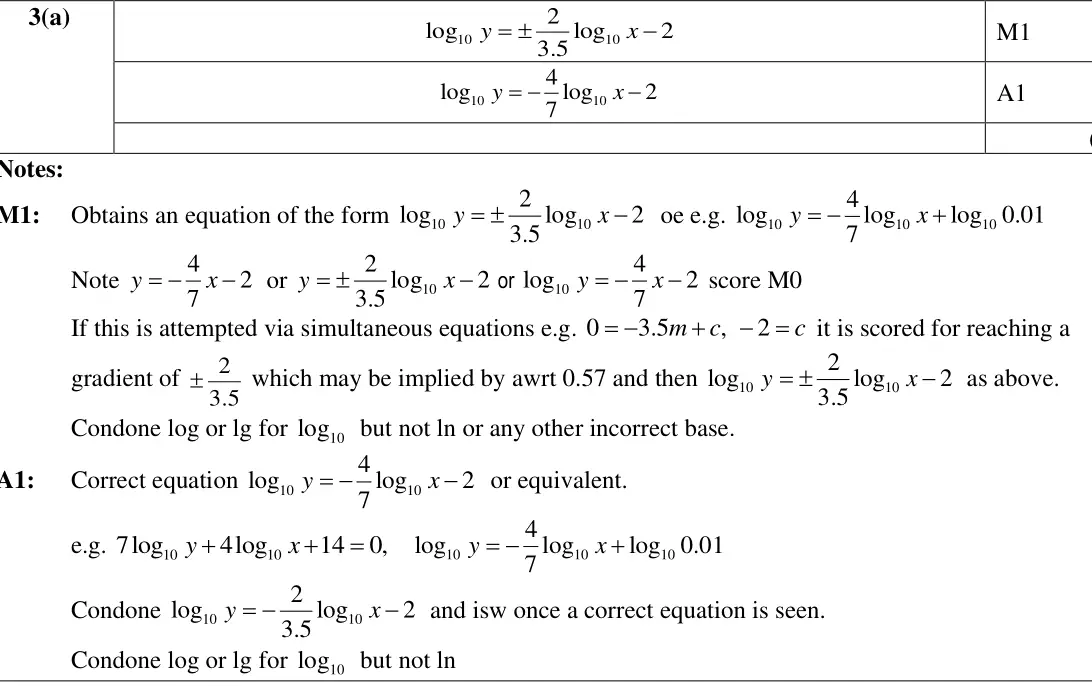 3(a) log₁₀ y = ± 2/3.5 log₁₀ x − 2 M1
log₁₀ y = − 4/7 log₁₀ x − 2 A1
Notes:
M1: Obtains an equation of the form log₁₀ y = ± 2/3.5 log₁₀ x − 2 oe e.g. log₁₀ y = − 4/7 log₁₀ x + log₁₀ 0.01
Note y = − 4/7 x − 2 or y = ± 2/3.5 log₁₀ x − 2 or log₁₀ y = − 4/7 x − 2 score M0
If this is attempted via simultaneous equations e.g. 0 = −3.5m + c, − 2 = c it is scored for reaching a
gradient of ± 2/3.5 which may be implied by awrt 0.57 and then log₁₀ y = ± 2/3.5 log₁₀ x − 2 as above.
Condone log or lg for log₁₀ but not ln or any other incorrect base.
A1: Correct equation log₁₀ y = − 4/7 log₁₀ x − 2 or equivalent.
e.g. 7 log₁₀ y + 4 log₁₀ x + 14 = 0, log₁₀ y = − 4/7 log₁₀ x + log₁₀ 0.01
Condone log₁₀ y = − 2/3.5 log₁₀ x − 2 and isw once a correct equation is seen.
Condone log or lg for log₁₀ but not ln